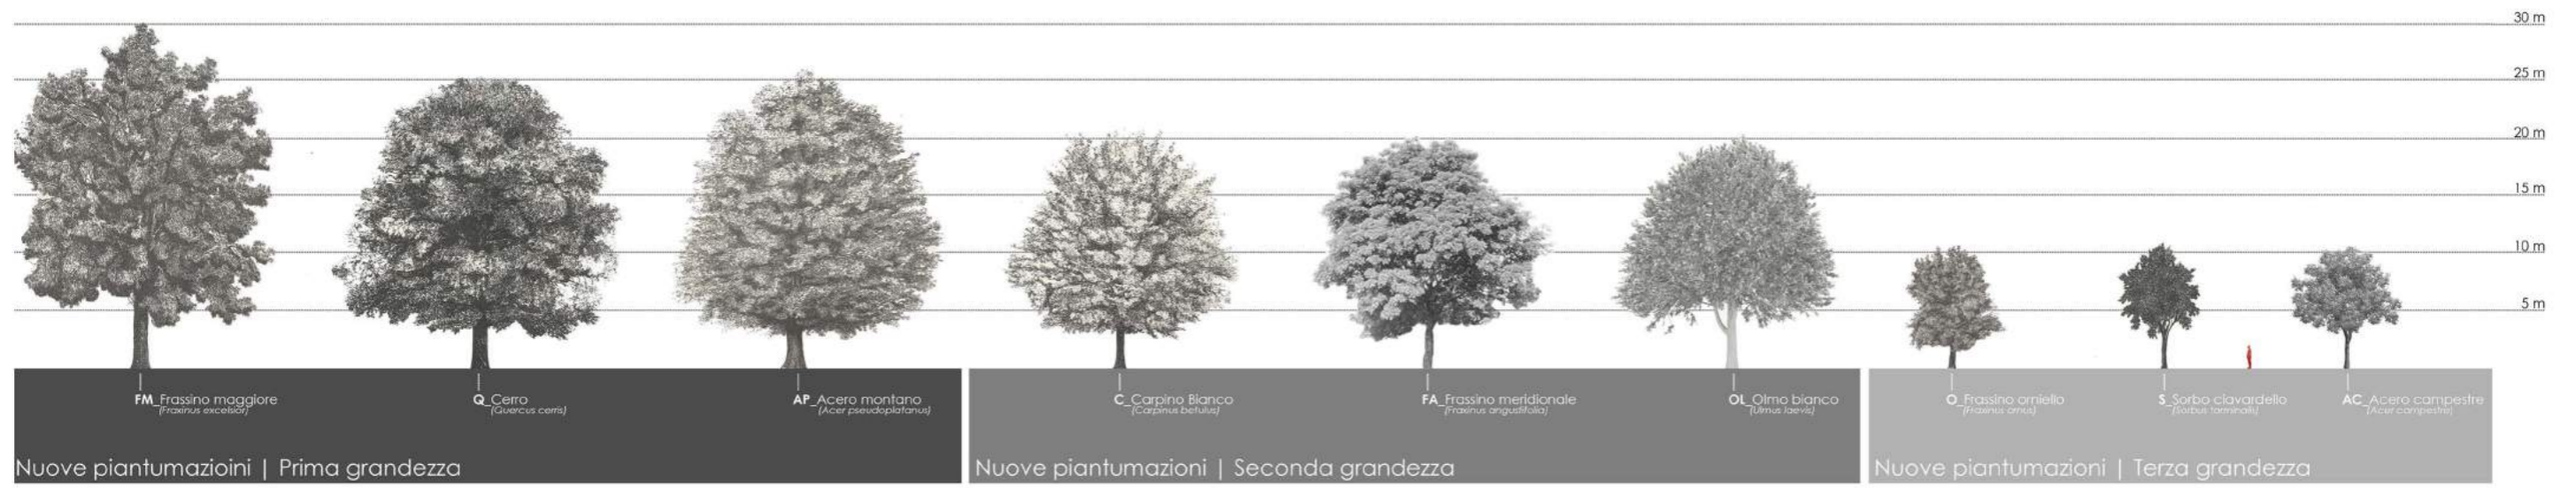 30 m
25 m
20 m
15 m
10 m
5 m
FM_Frassino maggiore
(Fraxinus excelsior)
Q_Cerro
(Quercus cerris)
AP_Acero montano
(Acer pseudoplatanus)
Nuove piantumazioini | Prima grandezza
C_Carpino Bianco
(Carpinus betulus)
FA_Frassino meridionale
(Fraxinus angustifolia)
OL_Olmo bianco
(Ulmus laevis)
Nuove piantumazioni | Seconda grandezza
O_Frassino orniello
(Fraxinus ornus)
S_Sorbo ciavardello
(Sorbus torminalis)
AC_Acero campestre
(Acer campestre)
Nuove piantumazioni | Terza grandezza